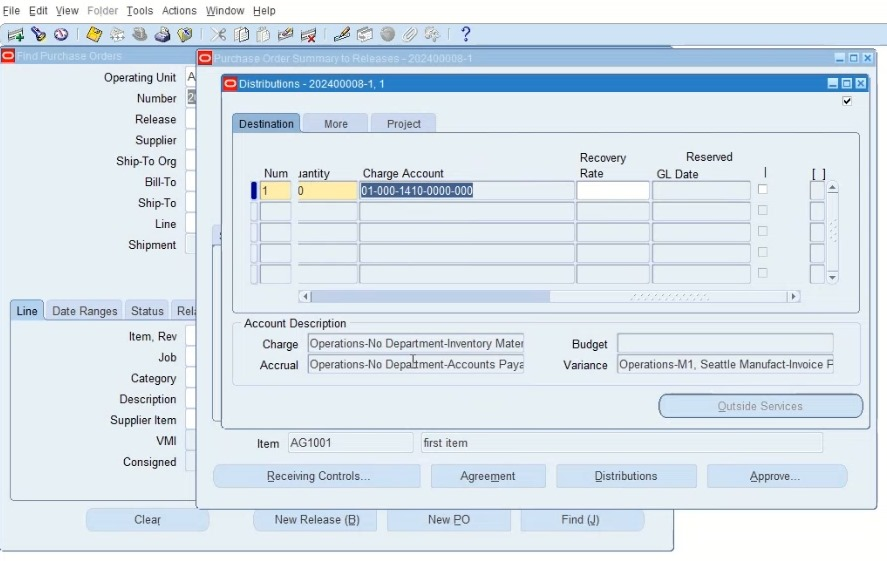 File Edit View Folder Tools Actions Window Help
Find Purchase Orders
Purchase Order Summary to Releases - 202400008-1
Distributions - 202400008-1, 1
Operating Unit A
Number 2
Release
Supplier
Ship-To Org
Bill-To
Ship-To
Line
Shipment
Destination More Project
Recovery Reserved
Num uantity Charge Account Rate GL Date | [ ]
1 0 01-000-1410-0000-000
Account Description
Charge Operations-No Department-Inventory Mater Budget
Accrual Operations-No Department-Accounts Paya Variance Operations-M1, Seattle Manufact-Invoice F
Outside Services
Line Date Ranges Status Rela
Item, Rev
Job
Category
Description
Supplier Item
VMI
Consigned
Item AG1001 first item
Receiving Controls... Agreement Distributions Approve...
Clear New Release (B) New PO Find (J)